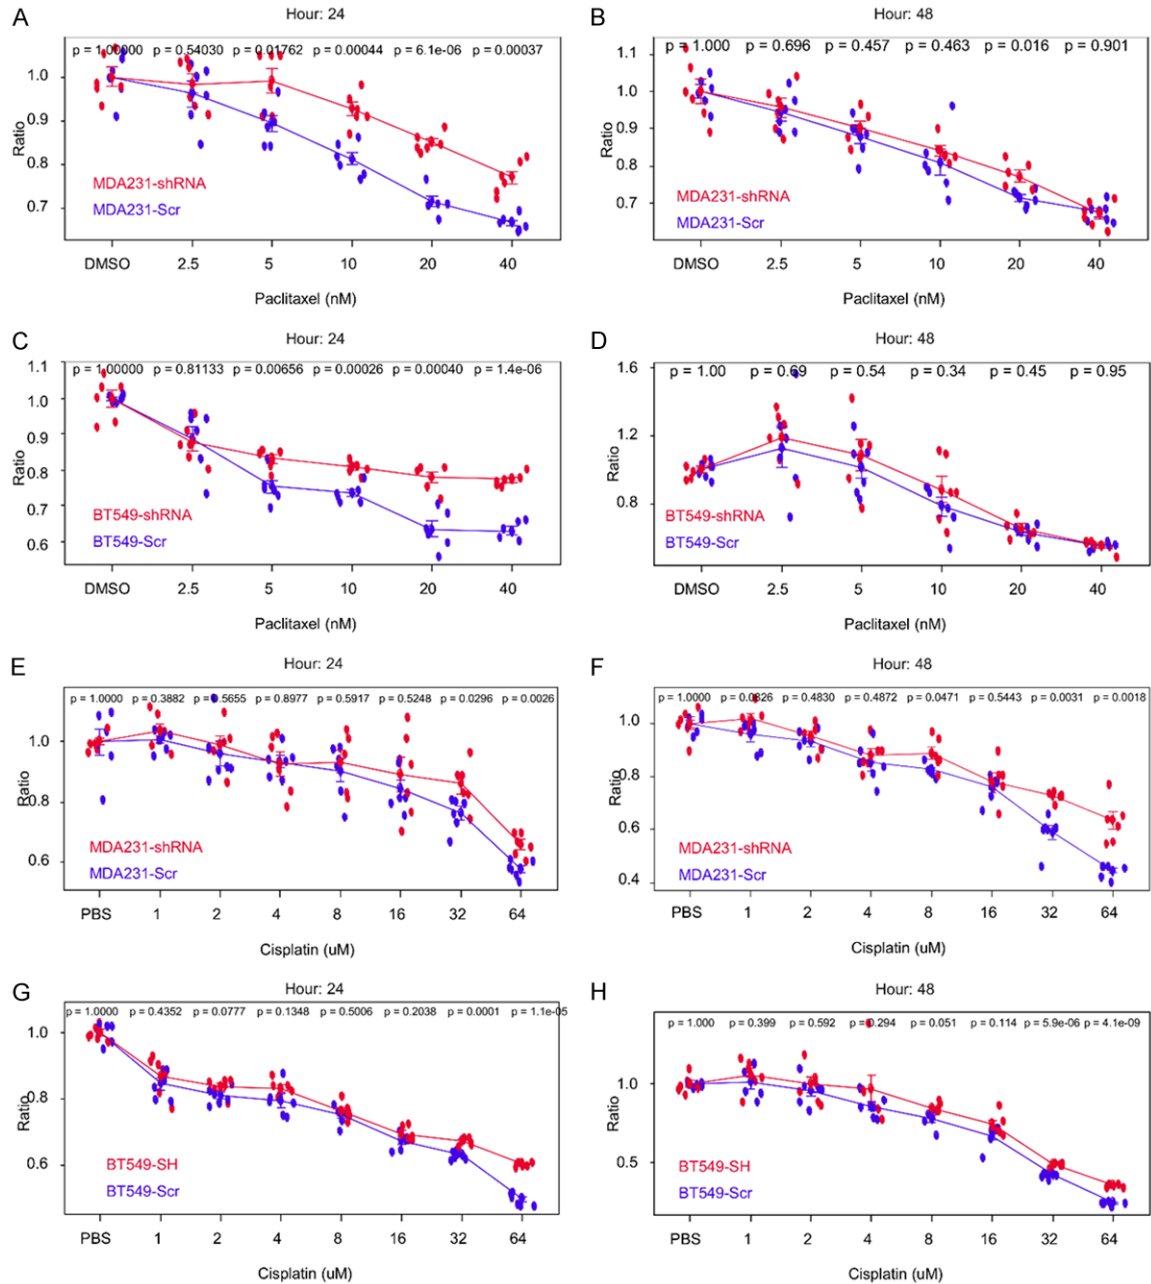 A
Hour: 24
p = 1.00000 p = 0.54030 p = 0.01762 p = 0.00044 p = 6.1e-06 p = 0.00037
1.0
0.9
0.8
0.7
Ratio
MDA231-shRNA
MDA231-Scr
DMSO 2.5 5 10 20 40
Paclitaxel (nM)
B
Hour: 48
p = 1.000 p = 0.696 p = 0.457 p = 0.463 p = 0.016 p = 0.901
1.1
1.0
0.9
0.8
0.7
Ratio
MDA231-shRNA
MDA231-Scr
DMSO 2.5 5 10 20 40
Paclitaxel (nM)
C
Hour: 24
p = 1.00000 p = 0.81133 p = 0.00656 p = 0.00026 p = 0.00040 p = 1.4e-06
1.1
1.0
0.9
0.8
0.7
0.6
Ratio
BT549-shRNA
BT549-Scr
DMSO 2.5 5 10 20 40
Paclitaxel (nM)
D
Hour: 48
p = 1.00 p = 0.69 p = 0.54 p = 0.34 p = 0.45 p = 0.95
1.6
1.2
0.8
Ratio
BT549-shRNA
BT549-Scr
DMSO 2.5 5 10 20 40
Paclitaxel (nM)
E
Hour: 24
p = 1.0000 p = 0.3882 p = 0.5655 p = 0.8977 p = 0.5917 p = 0.5248 p = 0.0296 p = 0.0026
1.0
0.8
0.6
Ratio
MDA231-shRNA
MDA231-Scr
PBS 1 2 4 8 16 32 64
Cisplatin (uM)
F
Hour: 48
p = 1.0000 p = 0.0826 p = 0.4830 p = 0.4872 p = 0.0471 p = 0.5443 p = 0.0031 p = 0.0018
1.0
0.8
0.6
0.4
Ratio
MDA231-shRNA
MDA231-Scr
PBS 1 2 4 8 16 32 64
Cisplatin (uM)
G
Hour: 24
p = 1.0000 p = 0.4352 p = 0.0777 p = 0.1348 p = 0.5006 p = 0.2038 p = 0.0001 p = 1.1e-05
1.0
0.8
0.6
Ratio
BT549-SH
BT549-Scr
PBS 1 2 4 8 16 32 64
Cisplatin (uM)
H
Hour: 48
p = 1.000 p = 0.399 p = 0.592 p = 0.294 p = 0.051 p = 0.114 p = 5.9e-06 p = 4.1e-09
1.0
0.5
Ratio
BT549-SH
BT549-Scr
PBS 1 2 4 8 16 32 64
Cisplatin (uM)